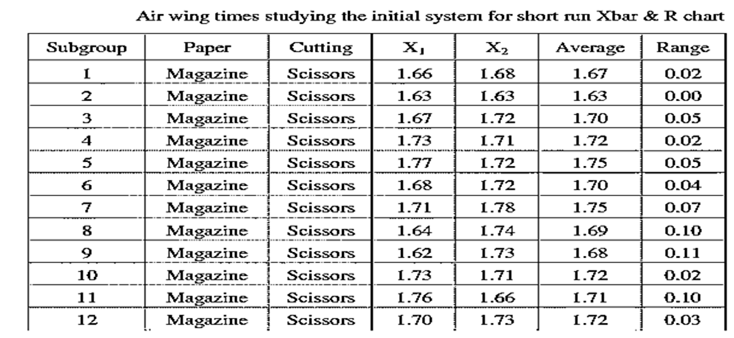 Air wing times studying the initial system for short run Xbar & R chart
Subgroup Paper Cutting X₁ X₂ Average Range
1 Magazine Scissors 1.66 1.68 1.67 0.02
2 Magazine Scissors 1.63 1.63 1.63 0.00
3 Magazine Scissors 1.67 1.72 1.70 0.05
4 Magazine Scissors 1.73 1.71 1.72 0.02
5 Magazine Scissors 1.77 1.72 1.75 0.05
6 Magazine Scissors 1.68 1.72 1.70 0.04
7 Magazine Scissors 1.71 1.78 1.75 0.07
8 Magazine Scissors 1.64 1.74 1.69 0.10
9 Magazine Scissors 1.62 1.73 1.68 0.11
10 Magazine Scissors 1.73 1.71 1.72 0.02
11 Magazine Scissors 1.76 1.66 1.71 0.10
12 Magazine Scissors 1.70 1.73 1.72 0.03